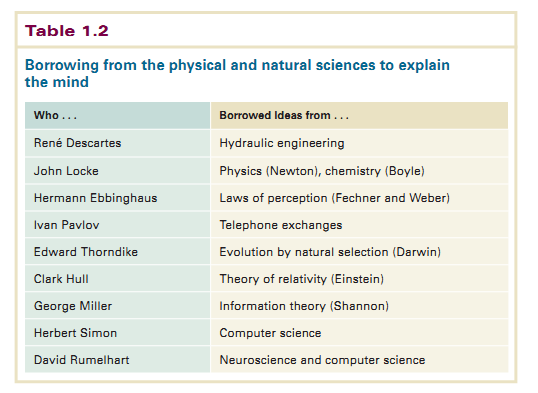 Table 1.2
Borrowing from the physical and natural sciences to explain
the mind
Who . . . Borrowed Ideas from . . .
René Descartes Hydraulic engineering
John Locke Physics (Newton), chemistry (Boyle)
Hermann Ebbinghaus Laws of perception (Fechner and Weber)
Ivan Pavlov Telephone exchanges
Edward Thorndike Evolution by natural selection (Darwin)
Clark Hull Theory of relativity (Einstein)
George Miller Information theory (Shannon)
Herbert Simon Computer science
David Rumelhart Neuroscience and computer science